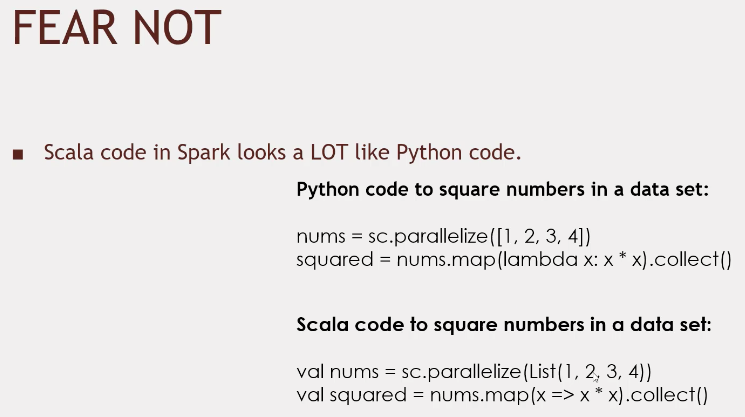 FEAR NOT
■ Scala code in Spark looks a LOT like Python code.
Python code to square numbers in a data set:
nums = sc.parallelize([1, 2, 3, 4])
squared = nums.map(lambda x: x * x).collect()
Scala code to square numbers in a data set:
val nums = sc.parallelize(List(1, 2, 3, 4))
val squared = nums.map(x => x * x).collect()